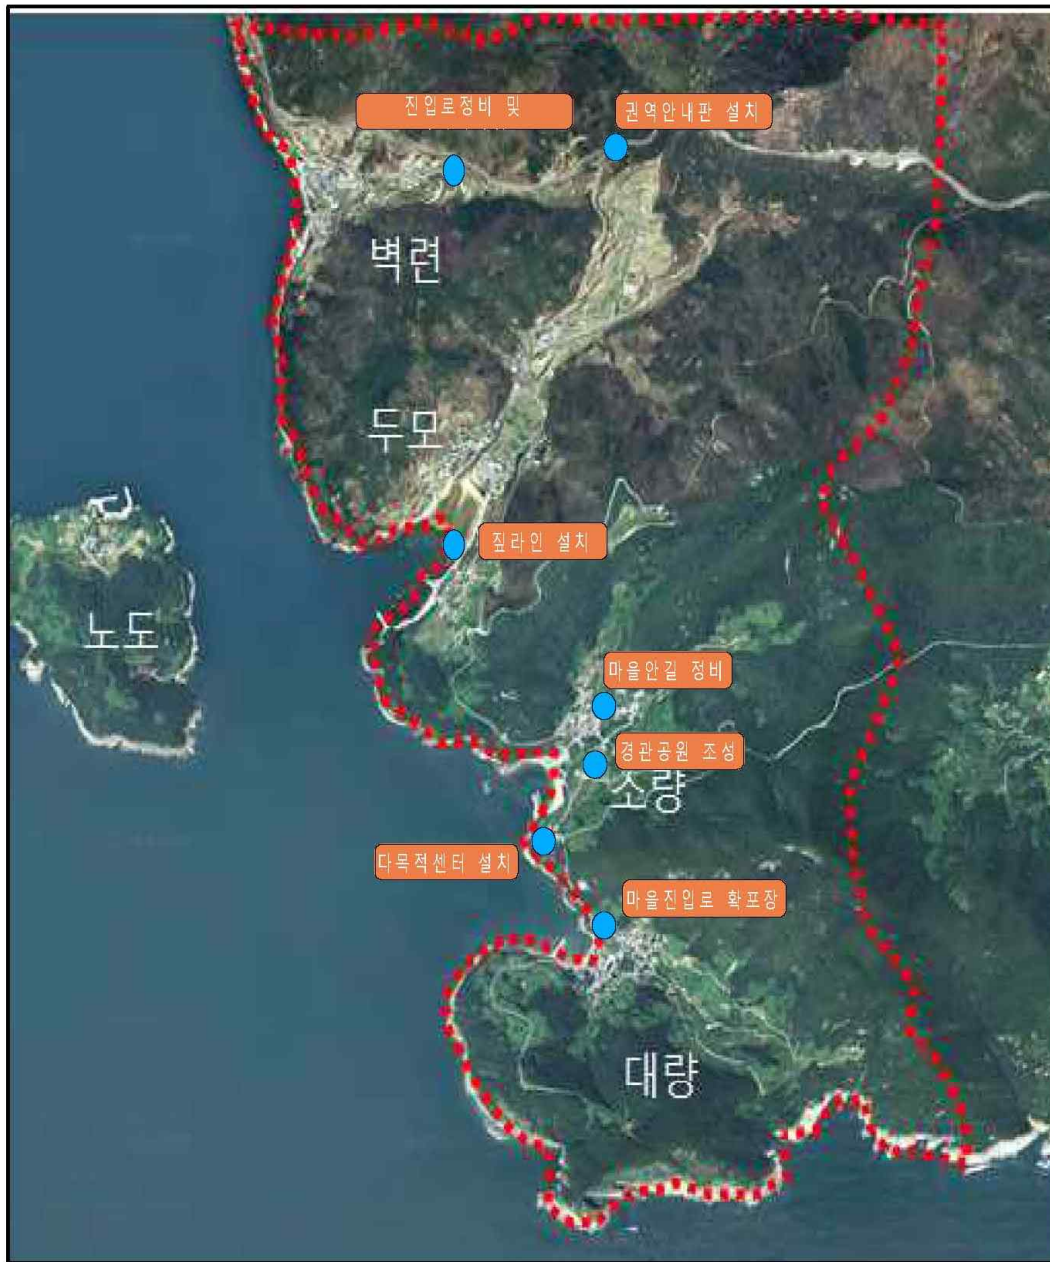 진입로정비 및
권역안내판 설치
벽련
두모
짚라인 설치
노도
마을안길 정비
경관공원 조성
소량
다목적센터 설치
마을진입로 확포장
대량